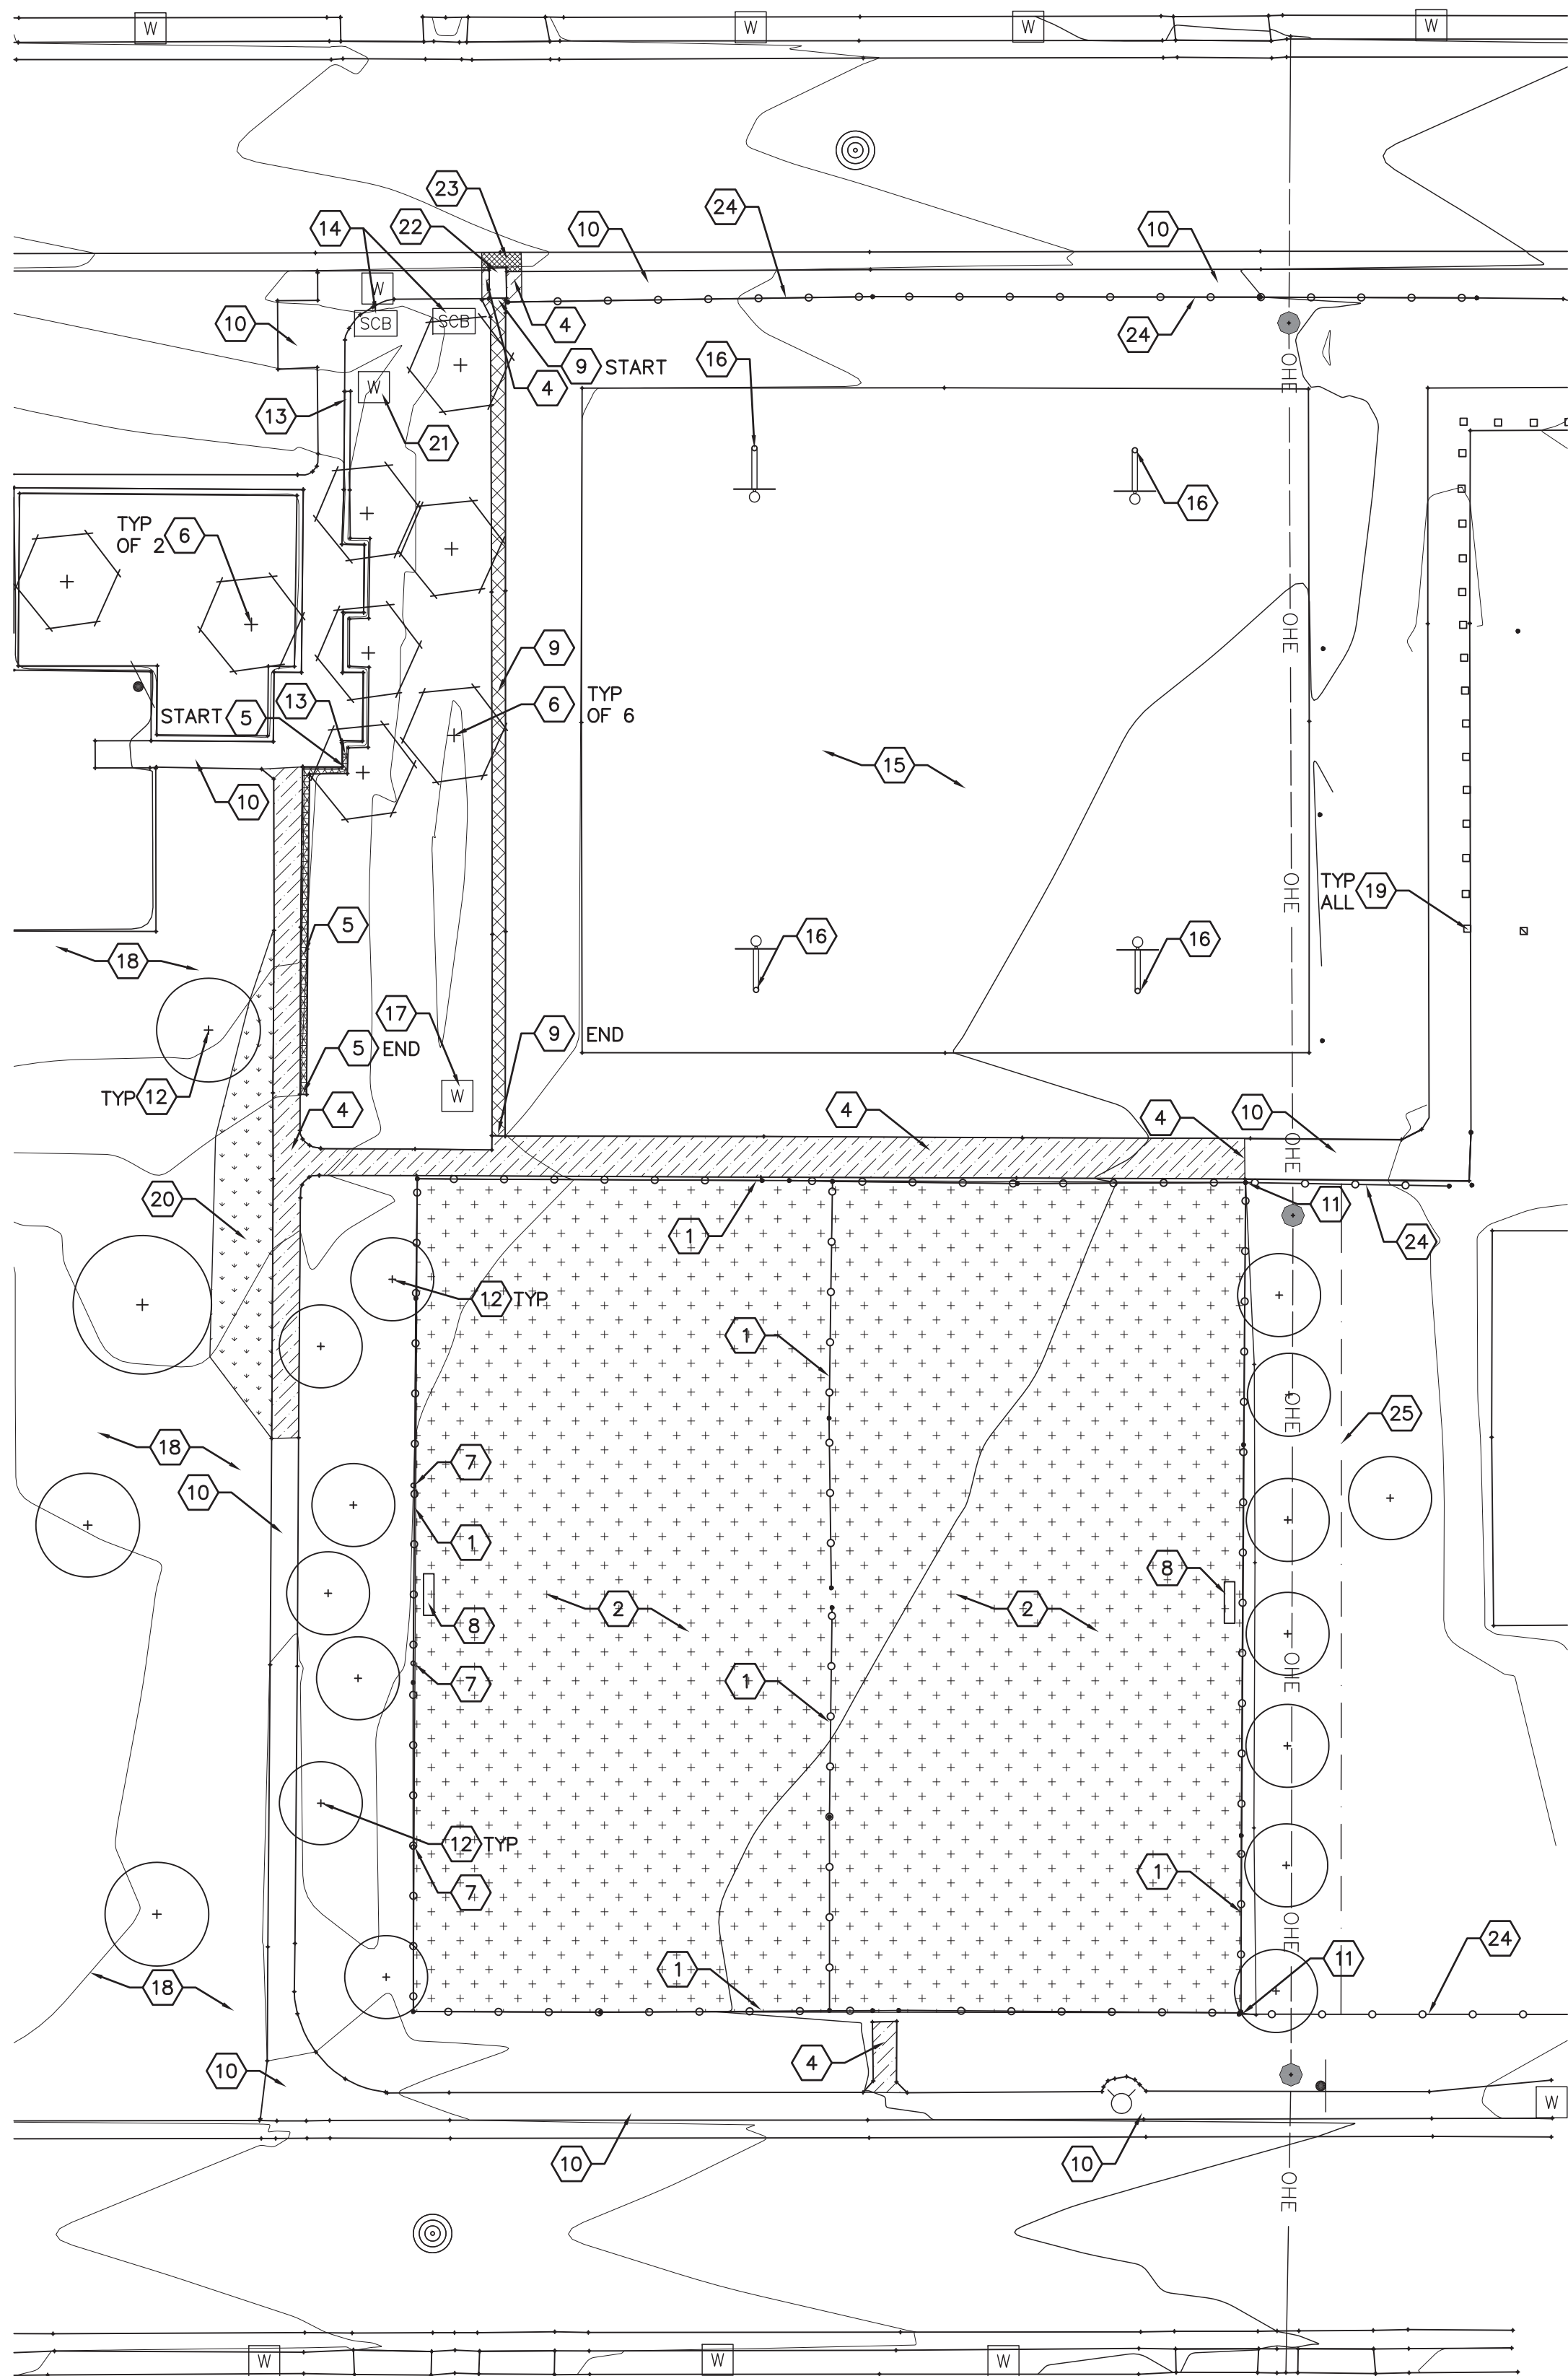 W W W W
23
24
14 22 10 10
W
10 SCB SCB 4
24
9 START
16
4
13 W
21
16
OHE
TYP
OF 2 6
OHE
9
TYP
6 OF 6
START 5 13
15
10
TYP
ALL 19
OHE
5
18
16 16
17
5 END 9 END
TYP 12 W
4 4 4 10
OHE
20
11
1
24
12 TYP
1
OHE
25
18
7
10
1
8
2 2
8
OHE
7
1
12 TYP
7
1
OHE
24
1
11
18
4
10
W
10 10
OHE
W W W